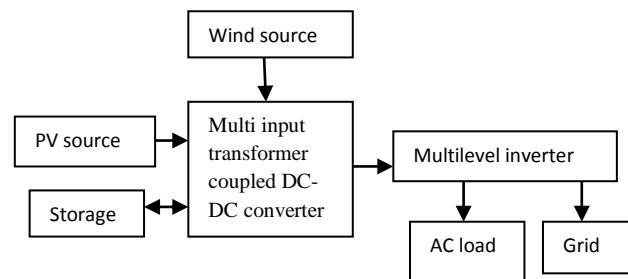 Wind source
PV source
Multi input
transformer
coupled DC-
DC converter
Storage
Multilevel inverter
AC load
Grid